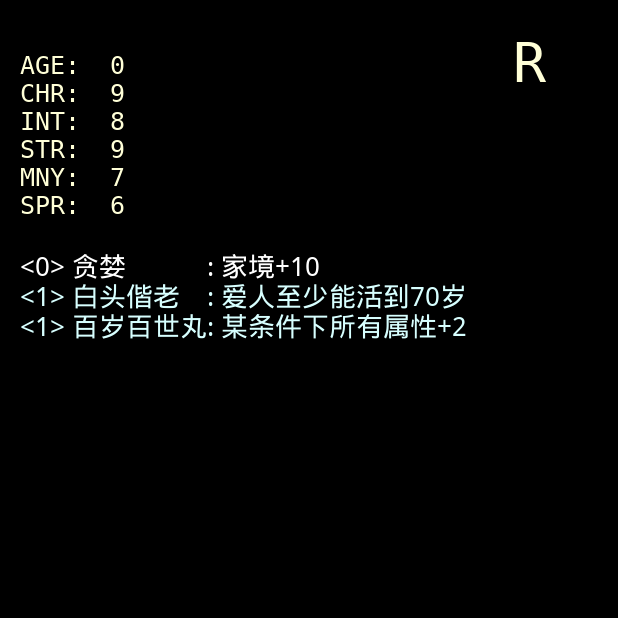 R
AGE: 0
CHR: 9
INT: 8
STR: 9
MNY: 7
SPR: 6
<0> 贪婪 : 家境+10
<1> 白头偕老 : 爱人至少能活到70岁
<1> 百岁百世丸: 某条件下所有属性+2